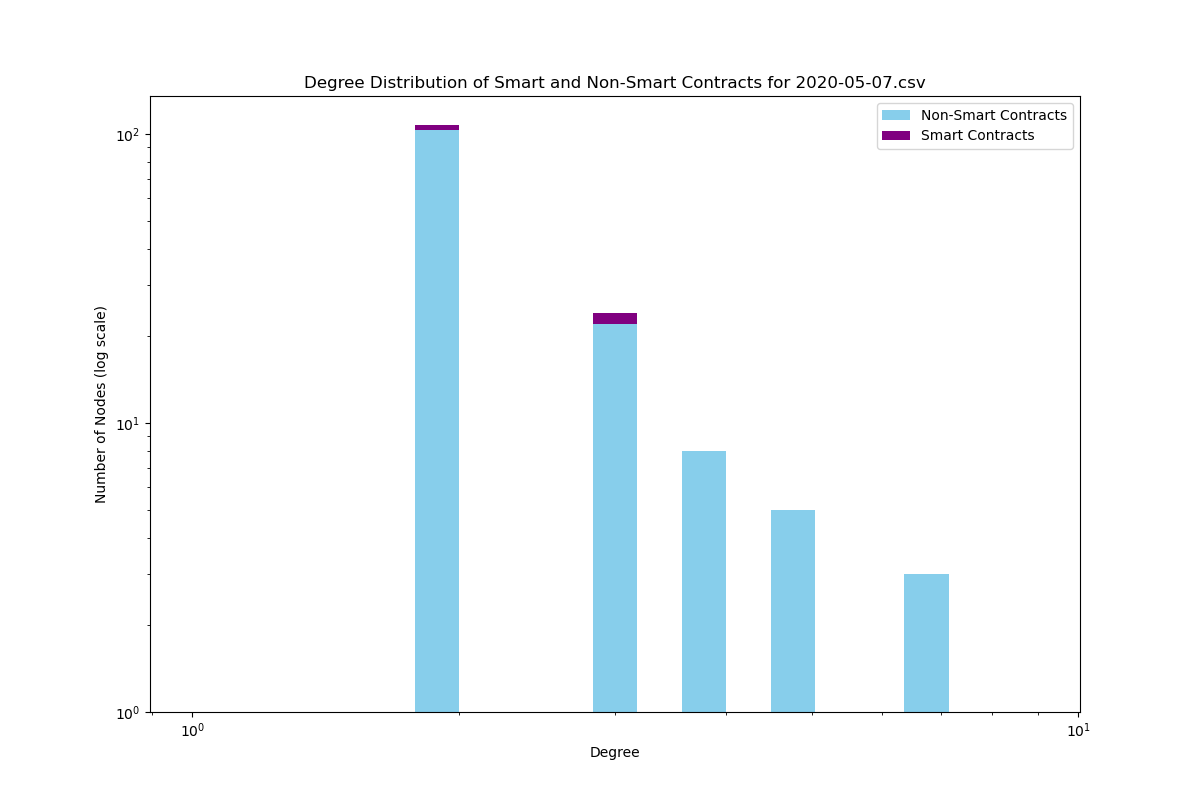 Degree Distribution of Smart and Non-Smart Contracts for 2020-05-07.csv
Non-Smart Contracts
Smart Contracts
Number of Nodes (log scale)
10²
10¹
10⁰
10⁰
10¹
Degree